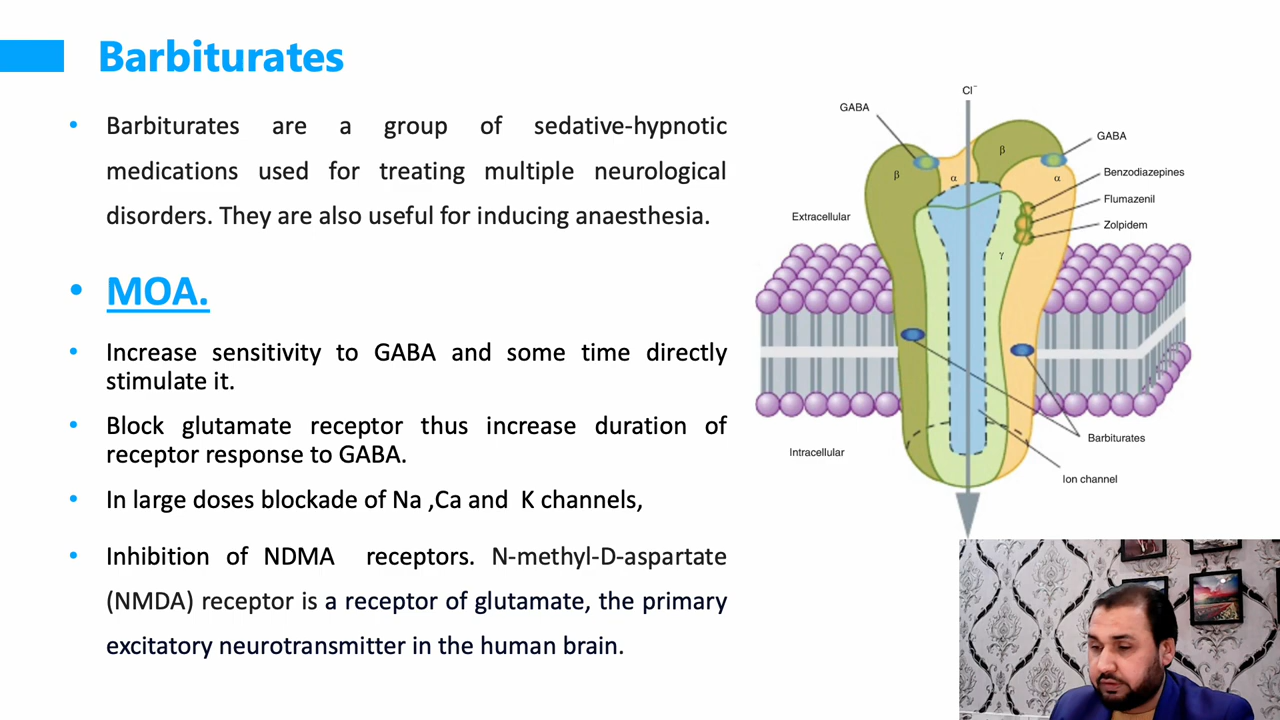 Barbiturates
• Barbiturates are a group of sedative-hypnotic
medications used for treating multiple neurological
disorders. They are also useful for inducing anaesthesia.
• MOA.
• Increase sensitivity to GABA and some time directly
stimulate it.
• Block glutamate receptor thus increase duration of
receptor response to GABA.
• In large doses blockade of Na ,Ca and K channels,
• Inhibition of NDMA receptors. N-methyl-D-aspartate
(NMDA) receptor is a receptor of glutamate, the primary
excitatory neurotransmitter in the human brain.
Cl⁻
GABA
GABA
β
β
α
α
Benzodiazepines
Flumazenil
Zolpidem
Extracellular
γ
Barbiturates
Intracellular
Ion channel